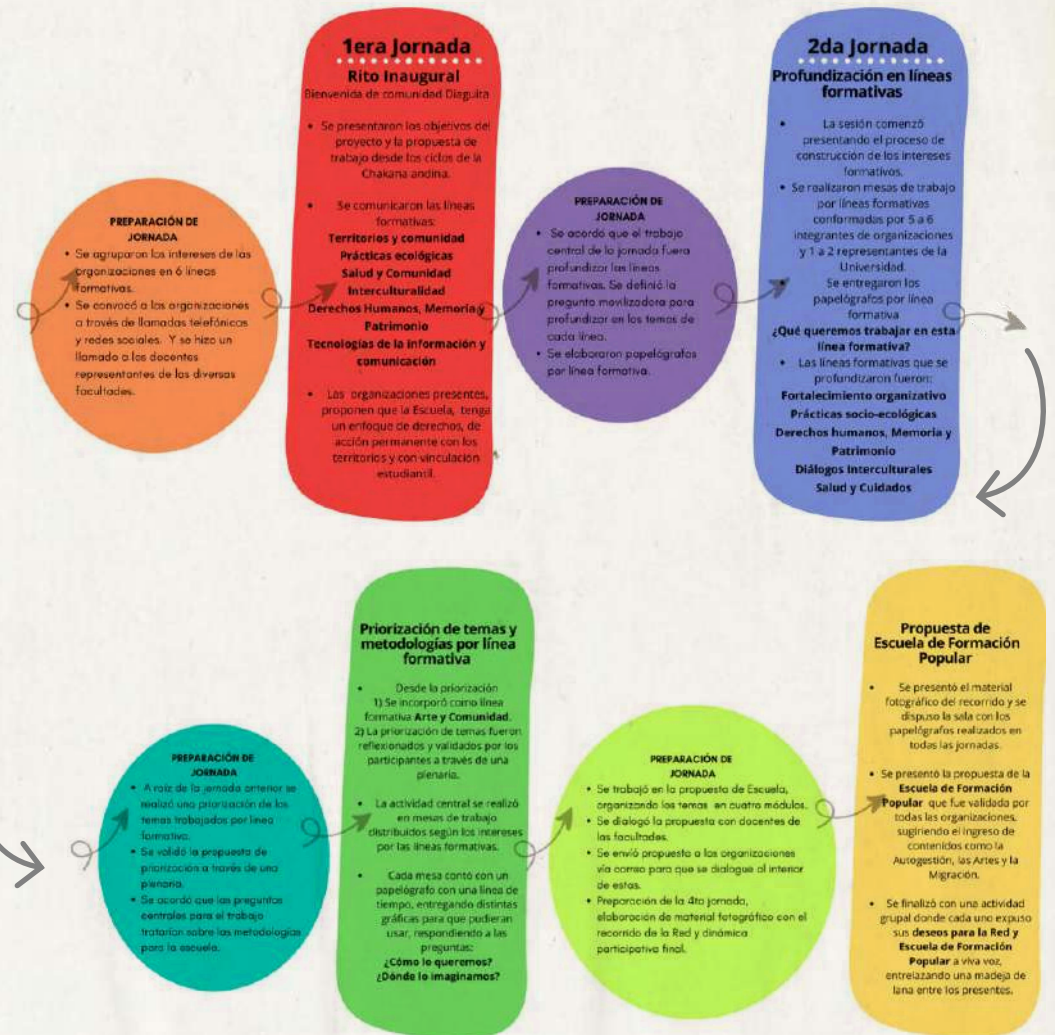 PREPARACIÓN DE
JORNADA
• Se agruparon los intereses de las
organizaciones en 6 líneas
formativas.
• Se convocó a las organizaciones
a través de llamadas telefónicas
y redes sociales. Y se hizo un
llamado a los docentes
representantes de las diversas
facultades.
1era Jornada
Rito Inaugural
Bienvenida de comunidad Diaguita
• Se presentaron los objetivos del
proyecto y la propuesta de
trabajo desde los ciclos de la
Chakana andina.
• Se comunicaron las líneas
formativas:
Territorios y comunidad
Prácticas ecológicas
Salud y Comunidad
Interculturalidad
Derechos Humanos, Memoria y
Patrimonio
Tecnologías de la información y
comunicación
• Las organizaciones presentes,
proponen que la Escuela, tenga
un enfoque de derechos, de
acción permanente con los
territorios y con vinculación
estudiantil.
PREPARACIÓN DE
JORNADA
• Se acordó que el trabajo
central de la jornada fuera
profundizar las líneas
formativas. Se definió la
pregunta movilizadora para
profundizar en los temas de
cada línea.
• Se elaboraron papelógrafos
por línea formativa.
2da Jornada
Profundización en líneas
formativas
• La sesión comenzó
presentando el proceso de
construcción de los intereses
formativos.
• Se realizaron mesas de trabajo
por líneas formativas
conformadas por 5 a 6
integrantes de organizaciones
y 1 a 2 representantes de la
Universidad.
• Se entregaron los
papelógrafos por línea
formativa
¿Qué queremos trabajar en esta
línea formativa?
• Las líneas formativas que se
profundizaron fueron:
Fortalecimiento organizativo
Prácticas socio-ecológicas
Derechos humanos, Memoria y
Patrimonio
Diálogos Interculturales
Salud y Cuidados
PREPARACIÓN DE
JORNADA
• A raíz de la jornada anterior se
realizó una priorización de los
temas trabajados por línea
formativa.
• Se validó la propuesta de
priorización a través de una
plenaria.
• Se acordó que las preguntas
centrales para el trabajo
tratarían sobre las metodologías
para la escuela.
Priorización de temas y
metodologías por línea
formativa
• Desde la priorización
1) Se incorporó como línea
formativa Arte y Comunidad.
2) La priorización de temas fueron
reflexionados y validados por los
participantes a través de una
plenaria.
• La actividad central se realizó
en mesas de trabajo
distribuidos según los intereses
por las líneas formativas.
• Cada mesa contó con un
papelógrafo con una línea de
tiempo, entregando distintas
gráficas para que pudieran
usar, respondiendo a las
preguntas:
¿Cómo lo queremos?
¿Dónde lo imaginamos?
PREPARACIÓN DE
JORNADA
• Se trabajó en la propuesta de Escuela,
organizando los temas en cuatro módulos.
• Se dialogó la propuesta con docentes de
las facultades.
• Se envió propuesta a las organizaciones
vía correo para que se dialogue al interior
de estas.
• Preparación de la 4ta jornada,
elaboración de material fotográfico con el
recorrido de la Red y dinámica
participativa final.
Propuesta de
Escuela de Formación
Popular
• Se presentó el material
fotográfico del recorrido y se
dispuso la sala con los
papelógrafos realizados en
todas las jornadas.
• Se presentó la propuesta de la
Escuela de Formación
Popular que fue validada por
todas las organizaciones,
sugiriendo el ingreso de
contenidos como la
Autogestión, las Artes y la
Migración.
• Se finalizó con una actividad
grupal donde cada uno expuso
sus deseos para la Red y
Escuela de Formación
Popular a viva voz,
entrelazando una madeja de
lana entre los presentes.